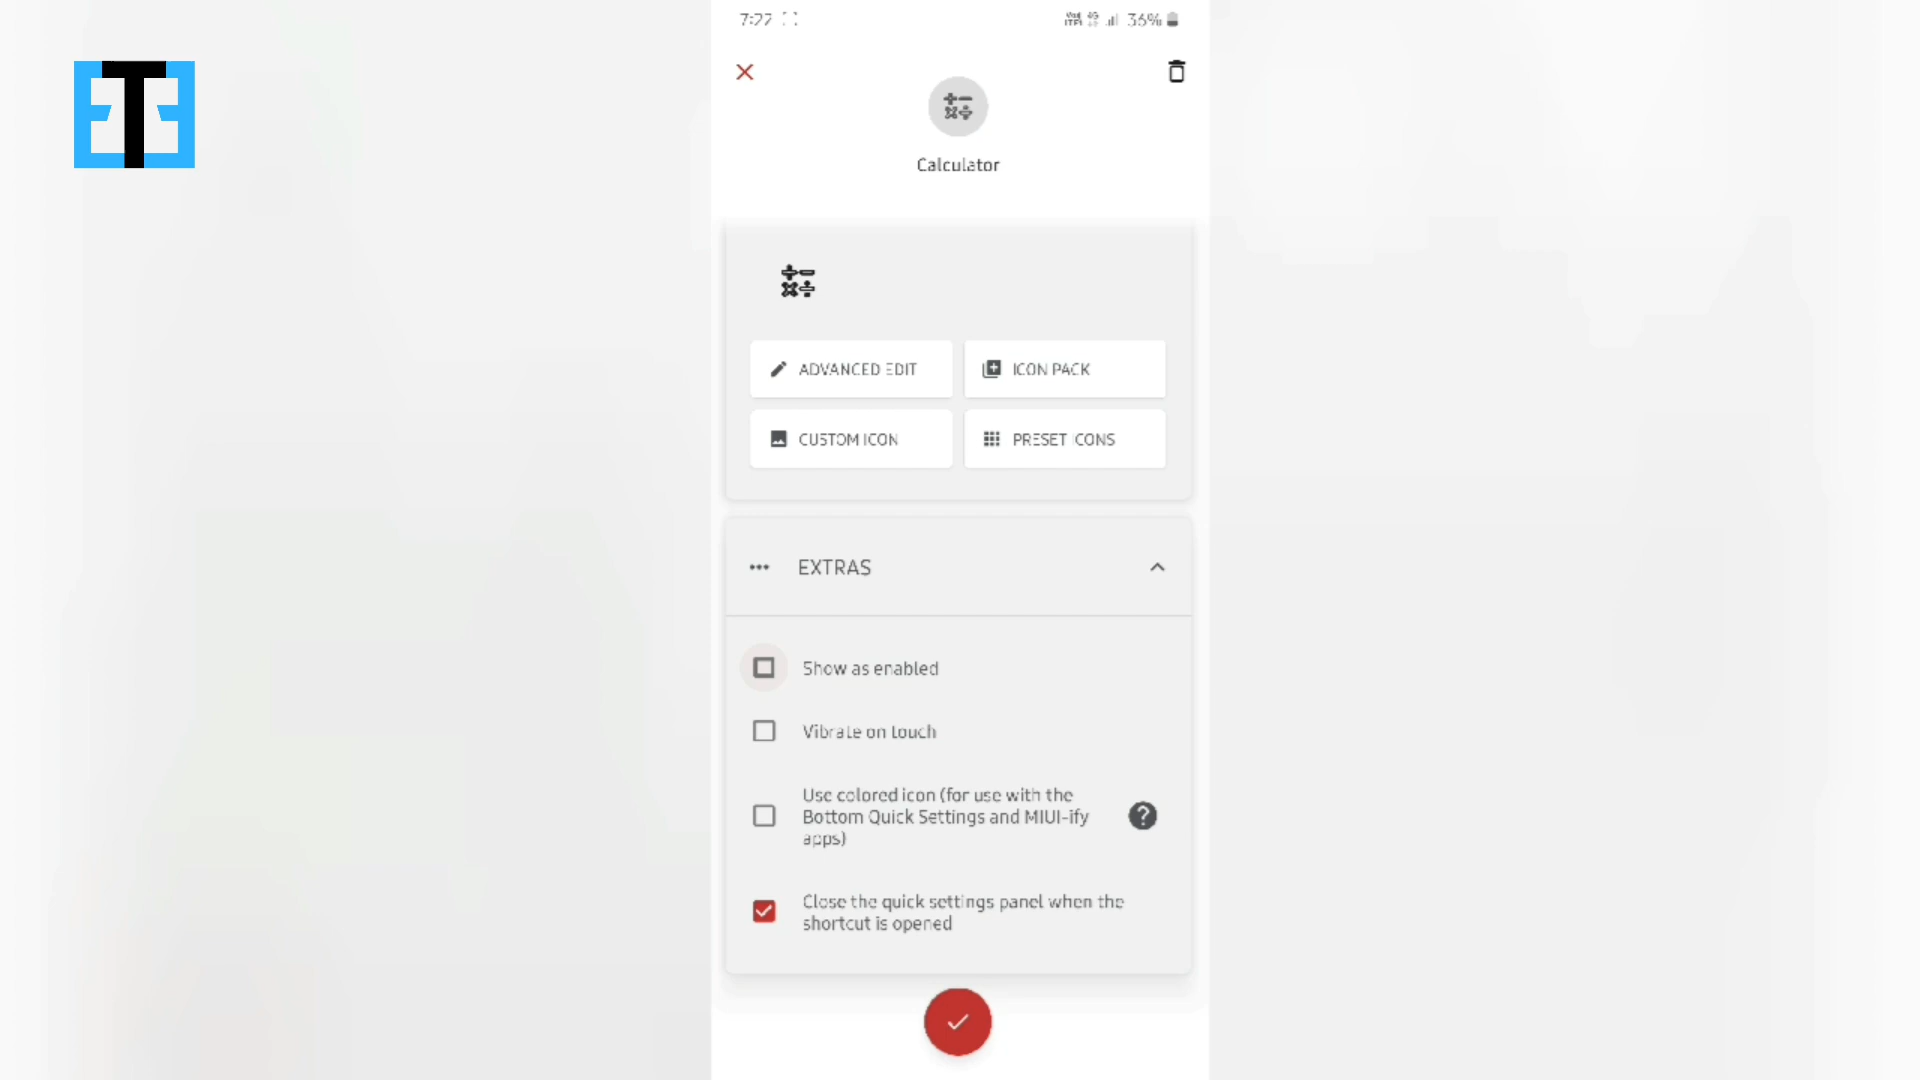 7:22
36%
Calculator
ADVANCED EDIT
ICON PACK
CUSTOM ICON
PRESET ICONS
EXTRAS
Show as enabled
Vibrate on touch
Use colored icon (for use with the
Bottom Quick Settings and MIUI-ify
apps)
Close the quick settings panel when the
shortcut is opened